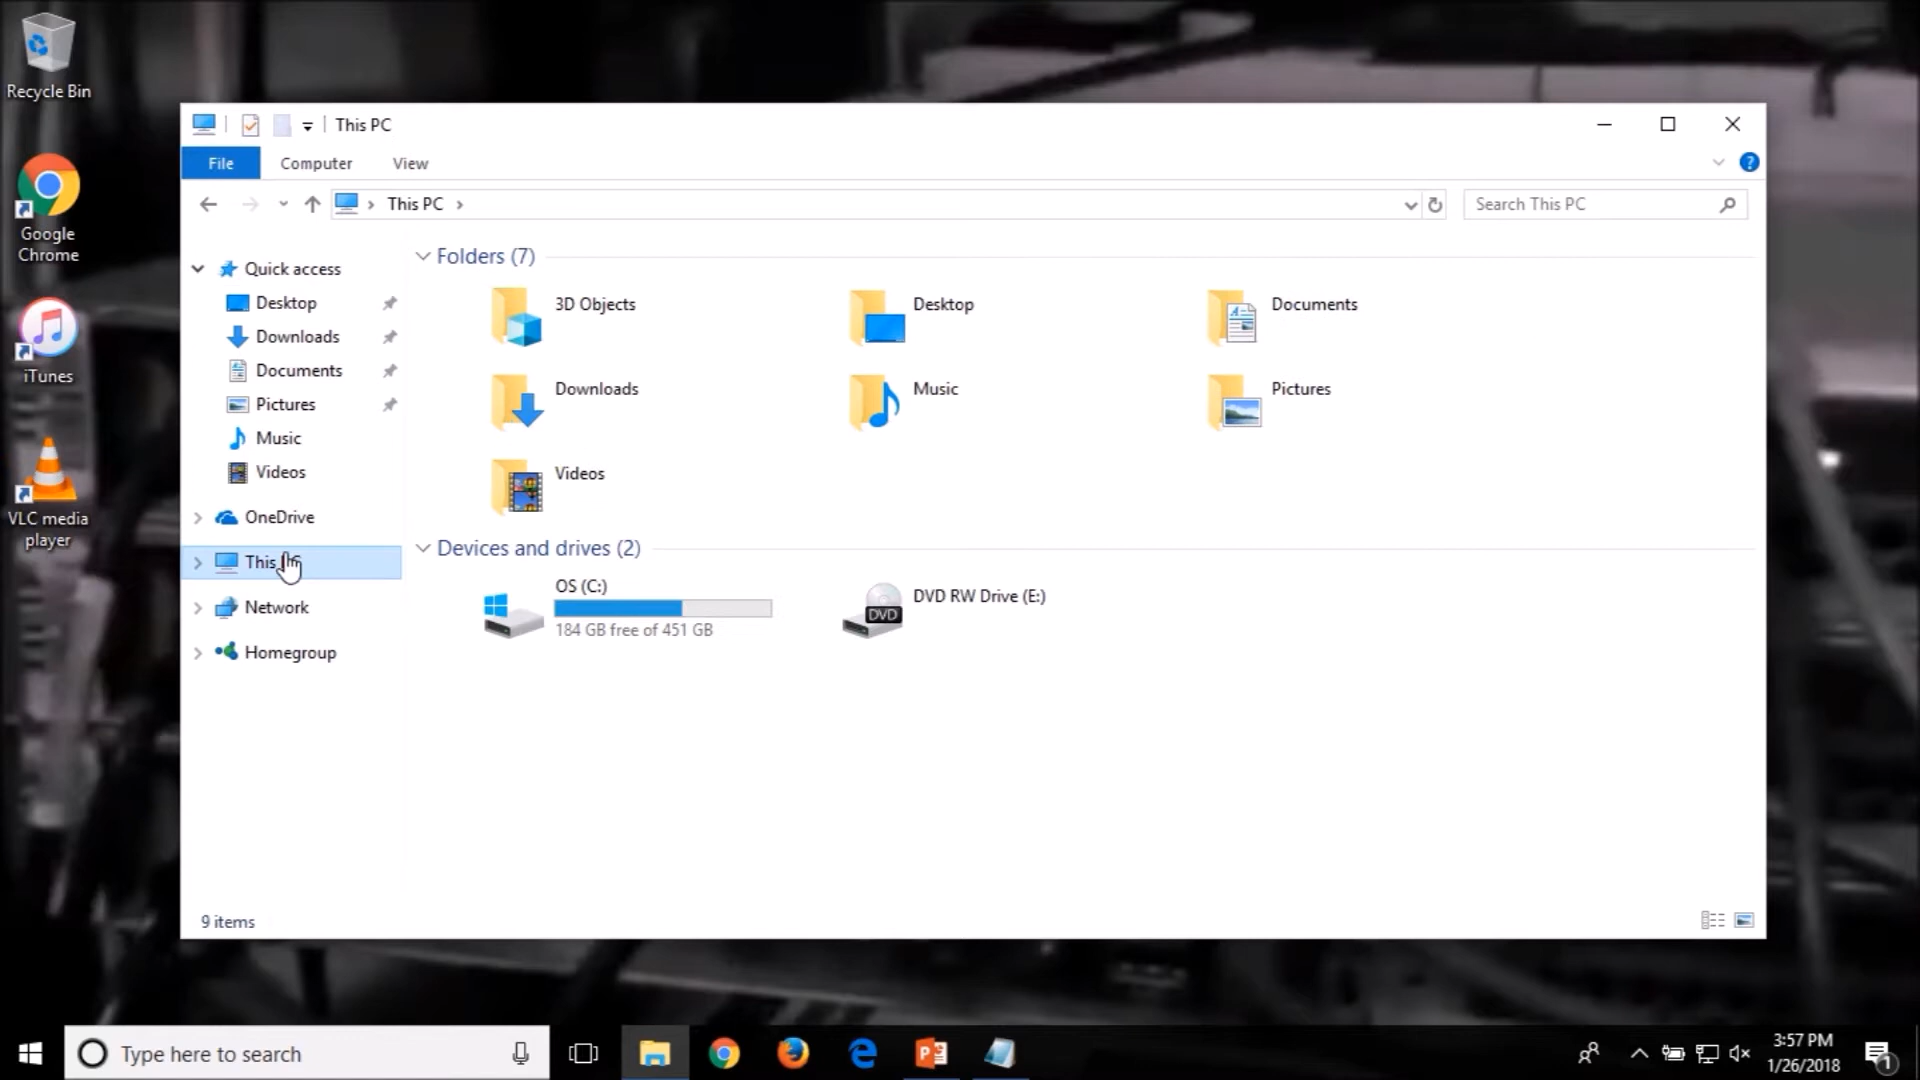 Recycle Bin
Google
Chrome
iTunes
VLC media
player
This PC
File
Computer
View
This PC
Search This PC
Quick access
Desktop
Downloads
Documents
Pictures
Music
Videos
OneDrive
This
Network
Homegroup
Folders (7)
3D Objects
Desktop
Documents
Downloads
Music
Pictures
Videos
Devices and drives (2)
OS (C:)
184 GB free of 451 GB
DVD
DVD RW Drive (E:)
9 items
Type here to search
3:57 PM
1/26/2018
1